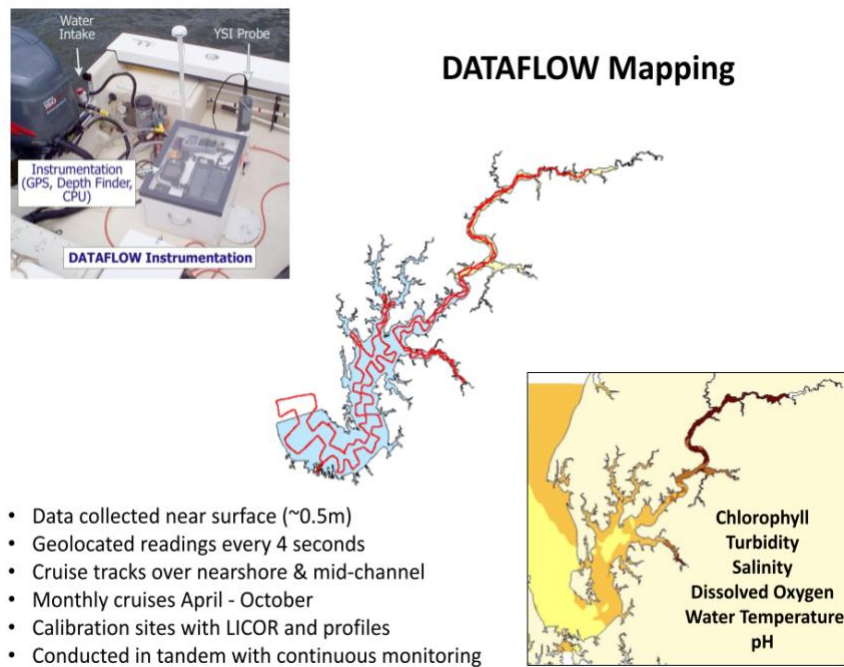 Water
Intake
YSI Probe
Instrumentation
(GPS, Depth Finder,
CPU)
DATAFLOW Instrumentation
DATAFLOW Mapping
• Data collected near surface (~0.5m)
• Geolocated readings every 4 seconds
• Cruise tracks over nearshore & mid-channel
• Monthly cruises April - October
• Calibration sites with LICOR and profiles
• Conducted in tandem with continuous monitoring
Chlorophyll
Turbidity
Salinity
Dissolved Oxygen
Water Temperature
pH